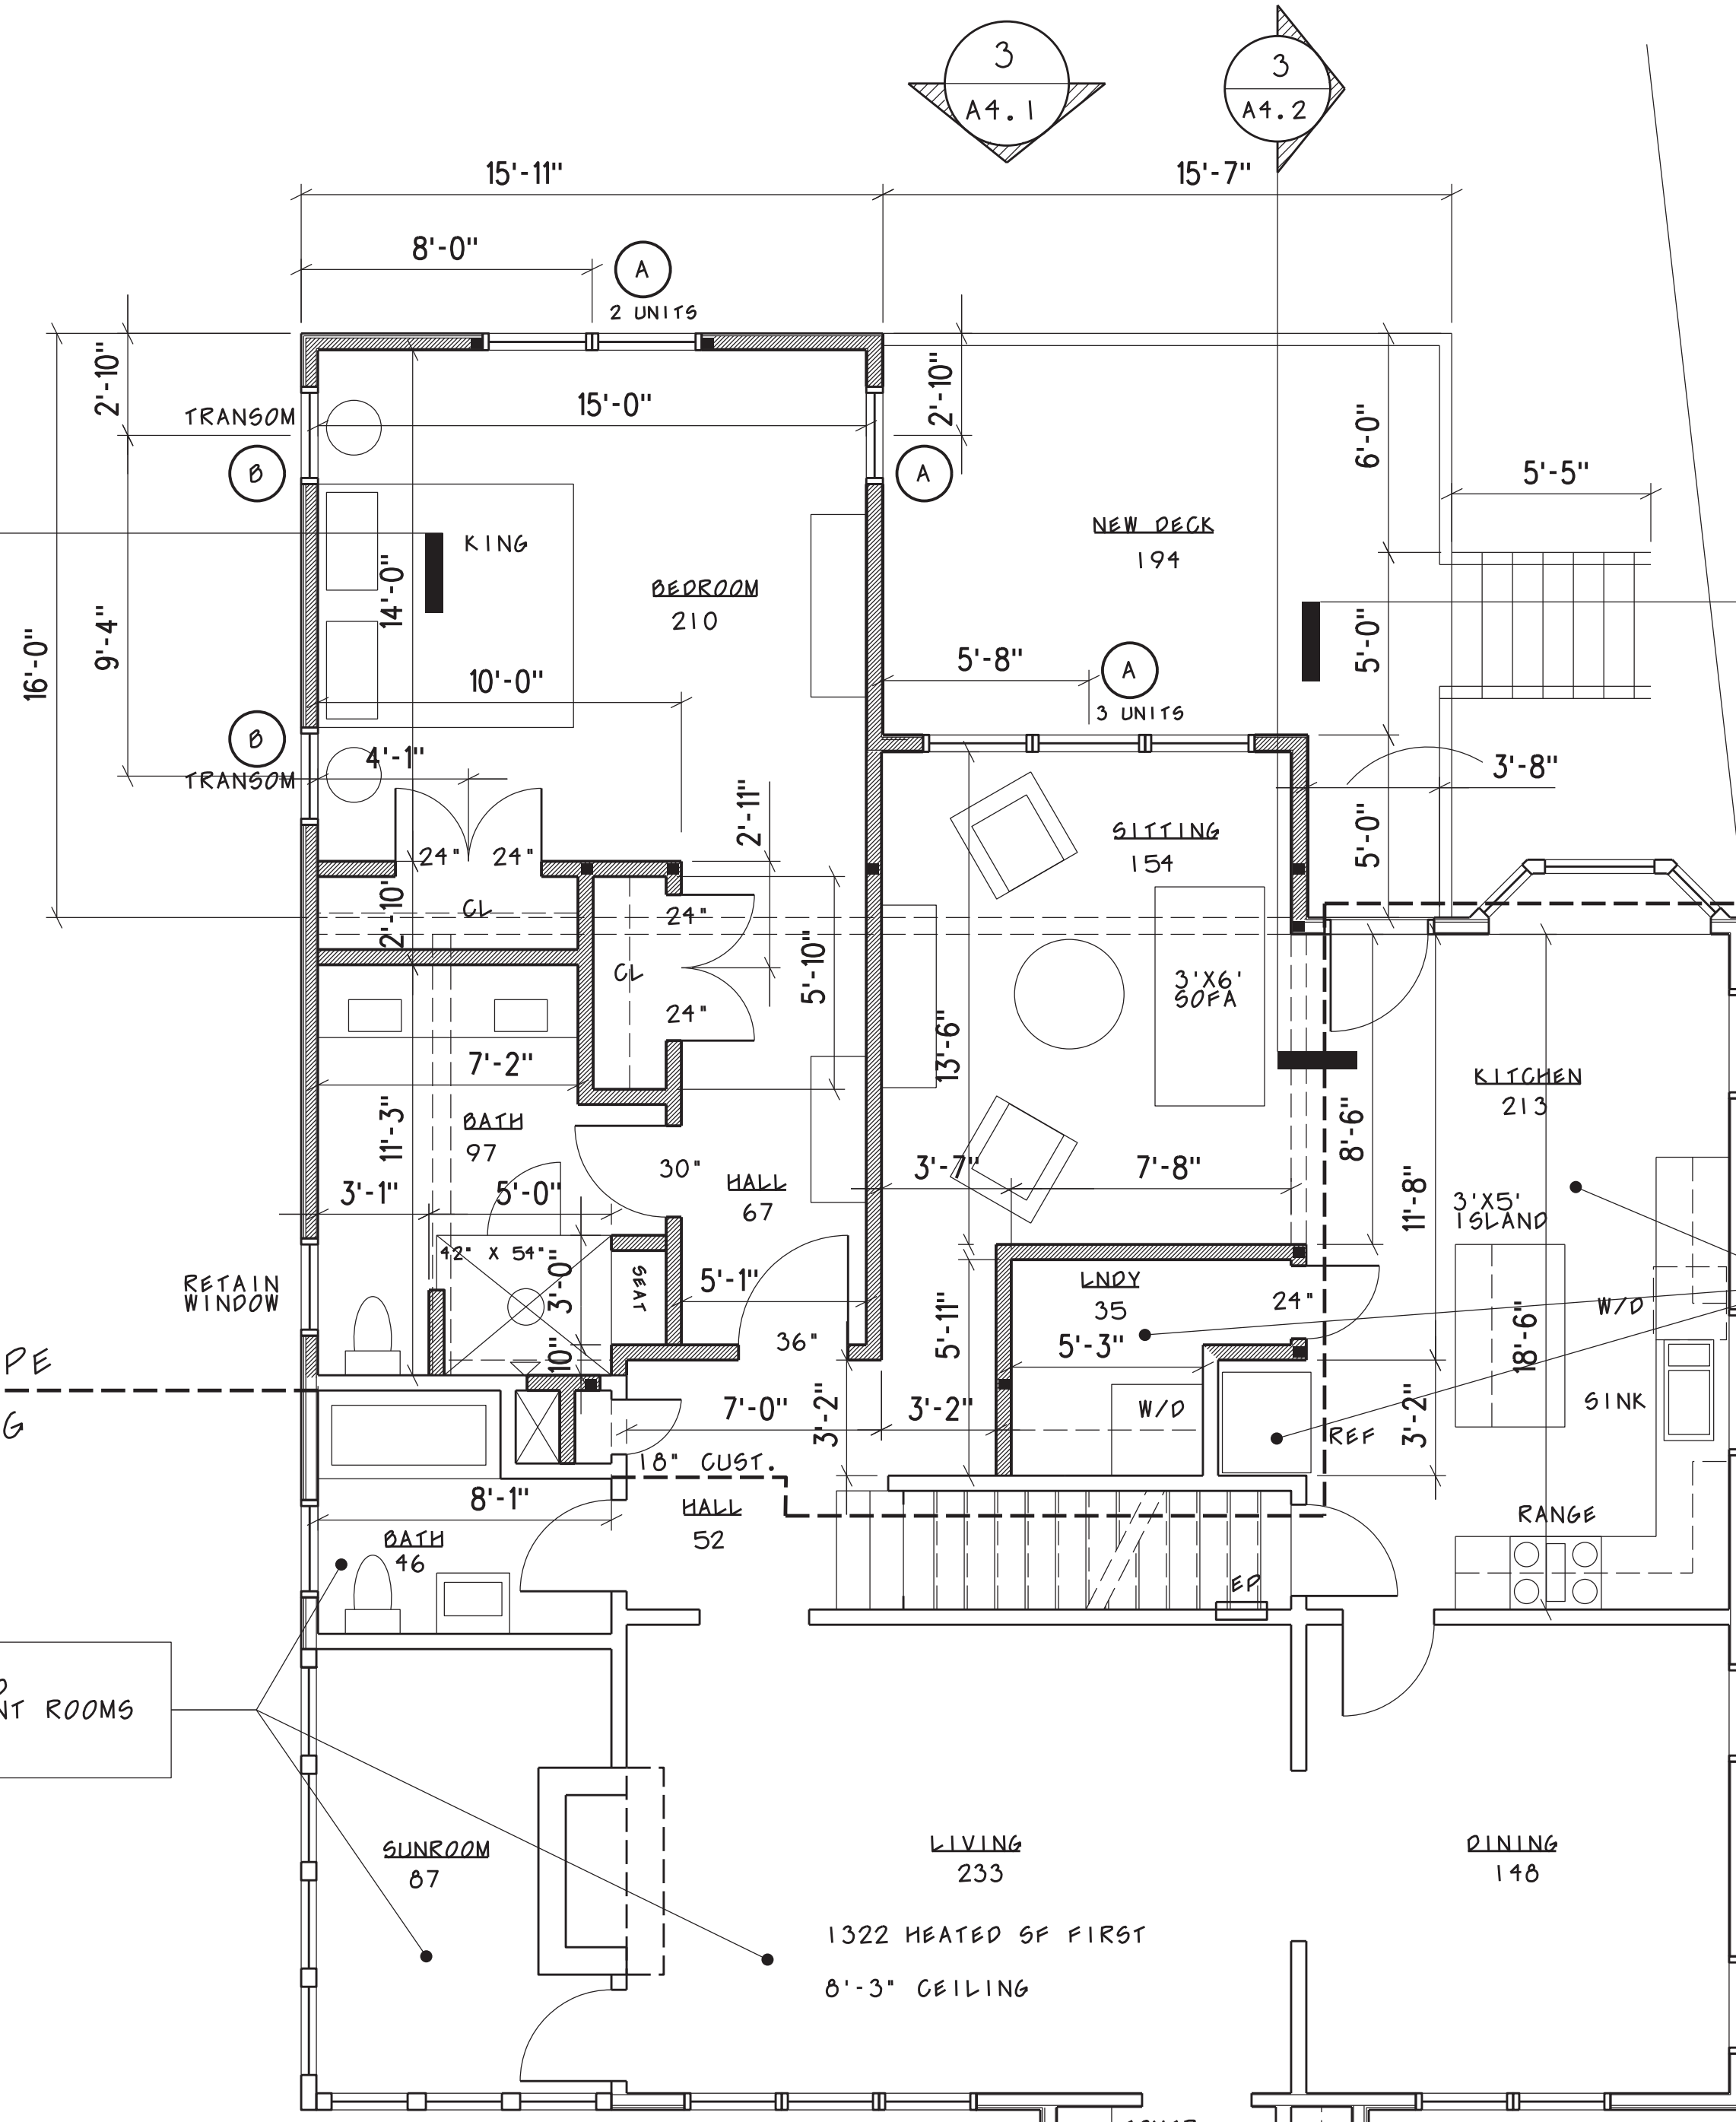 3
A4.1
3
A4.2
15'-11"
15'-7"
8'-0"
A
2 UNITS
2'-10"
TRANSOM
B
15'-0"
2'-10"
A
6'-0"
5'-5"
KING
NEW DECK
194
14'-0"
BEDROOM
210
16'-0"
9'-4"
10'-0"
5'-8"
A
3 UNITS
5'-0"
B
TRANSOM
4'-1"
3'-8"
24" 24"
2'-11"
SITTING
154
5'-0"
CL
2'-10"
24"
CL
24"
5'-10"
3'X6'
SOFA
13'-6"
7'-2"
KITCHEN
213
BATH
97
11'-3"
30"
HALL
67
3'-7"
7'-8"
8'-6"
3'-1"
5'-0"
11'-8"
3'X5'
ISLAND
42" X 54"
3'-0"
SEAT
5'-1"
RETAIN
WINDOW
LNDY
35
24"
W/D
36"
10"
5'-11"
5'-3"
18'-6"
PE
G
7'-0"
3'-2"
3'-2"
W/D
REF
3'-2"
SINK
18" CUST.
8'-1"
HALL
52
RANGE
BATH
46
EP
NT ROOMS
SUNROOM
87
LIVING
233
DINING
148
1322 HEATED SF FIRST
8'-3" CEILING